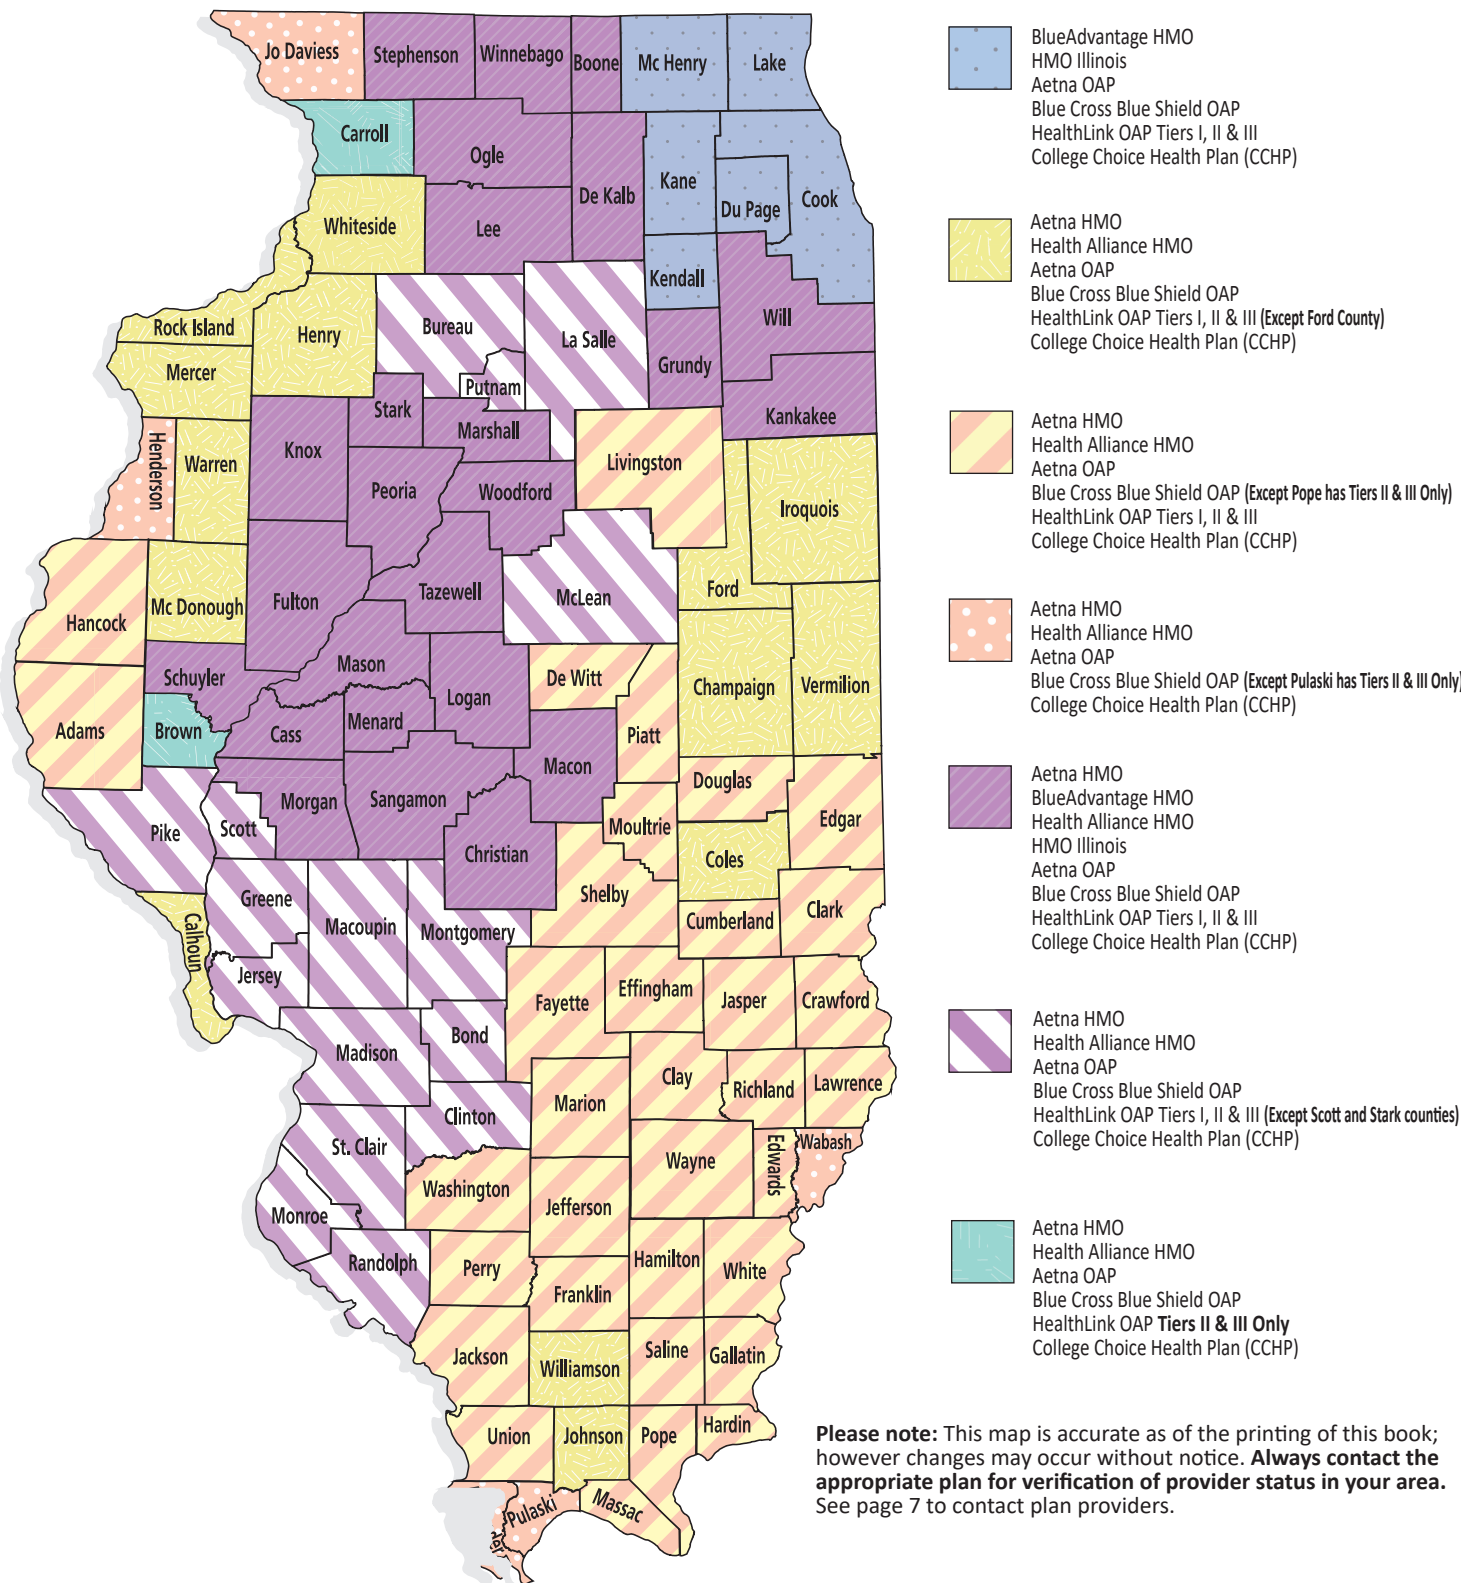 Jo Daviess
Stephenson
Winnebago
Boone
Mc Henry
Lake
Carroll
Ogle
De Kalb
Kane
Du Page
Cook
Whiteside
Lee
Kendall
Rock Island
Henry
Bureau
La Salle
Will
Mercer
Putnam
Grundy
Stark
Kankakee
Henderson
Warren
Knox
Marshall
Livingston
Peoria
Woodford
Iroquois
Hancock
Mc Donough
Fulton
Tazewell
McLean
Ford
Schuyler
Mason
De Witt
Logan
Champaign
Vermilion
Adams
Brown
Cass
Menard
Piatt
Macon
Douglas
Pike
Scott
Morgan
Sangamon
Moultrie
Edgar
Christian
Coles
Calhoun
Greene
Macoupin
Montgomery
Shelby
Cumberland
Clark
Jersey
Fayette
Effingham
Jasper
Crawford
Madison
Bond
Clay
Richland
Lawrence
Clinton
Marion
St. Clair
Wayne
Edwards
Wabash
Washington
Jefferson
Monroe
Randolph
Perry
Hamilton
White
Franklin
Jackson
Williamson
Saline
Gallatin
Union
Johnson
Pope
Hardin
Pulaski
Massac
BlueAdvantage HMO
HMO Illinois
Aetna OAP
Blue Cross Blue Shield OAP
HealthLink OAP Tiers I, II & III
College Choice Health Plan (CCHP)
Aetna HMO
Health Alliance HMO
Aetna OAP
Blue Cross Blue Shield OAP
HealthLink OAP Tiers I, II & III (Except Ford County)
College Choice Health Plan (CCHP)
Aetna HMO
Health Alliance HMO
Aetna OAP
Blue Cross Blue Shield OAP (Except Pope has Tiers II & III Only)
HealthLink OAP Tiers I, II & III
College Choice Health Plan (CCHP)
Aetna HMO
Health Alliance HMO
Aetna OAP
Blue Cross Blue Shield OAP (Except Pulaski has Tiers II & III Only)
College Choice Health Plan (CCHP)
Aetna HMO
BlueAdvantage HMO
Health Alliance HMO
HMO Illinois
Aetna OAP
Blue Cross Blue Shield OAP
HealthLink OAP Tiers I, II & III
College Choice Health Plan (CCHP)
Aetna HMO
Health Alliance HMO
Aetna OAP
Blue Cross Blue Shield OAP
HealthLink OAP Tiers I, II & III (Except Scott and Stark counties)
College Choice Health Plan (CCHP)
Aetna HMO
Health Alliance HMO
Aetna OAP
Blue Cross Blue Shield OAP
HealthLink OAP Tiers II & III Only
College Choice Health Plan (CCHP)
Please note: This map is accurate as of the printing of this book;
however changes may occur without notice. Always contact the
appropriate plan for verification of provider status in your area.
See page 7 to contact plan providers.